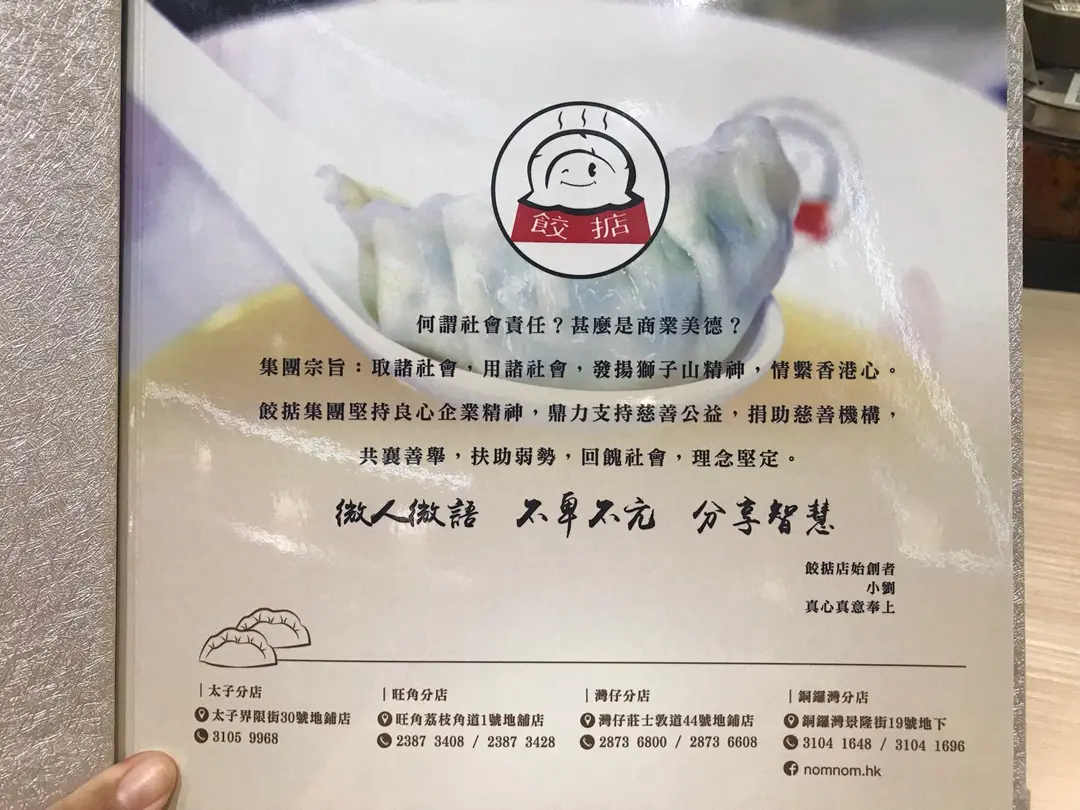 餃掂
何謂社會責任？甚麼是商業美德？
集團宗旨：取諸社會，用諸社會，發揚獅子山精神，情繫香港心。
餃掂集團堅持良心企業精神，鼎力支持慈善公益，捐助慈善機構，
共襄善舉，扶助弱勢，回餽社會，理念堅定。
微人微語 不卑不亢 分享智慧
餃掂店始創者
小劉
真心真意奉上
| 太子分店
太子界限街30號地鋪店
3105 9968
| 旺角分店
旺角荔枝角道1號地舖店
2387 3408 / 2387 3428
| 灣仔分店
灣仔莊士敦道44號地鋪店
2873 6800 / 2873 6608
| 銅鑼灣分店
銅鑼灣景隆街19號地下
3104 1648 / 3104 1696
nomnom.hk